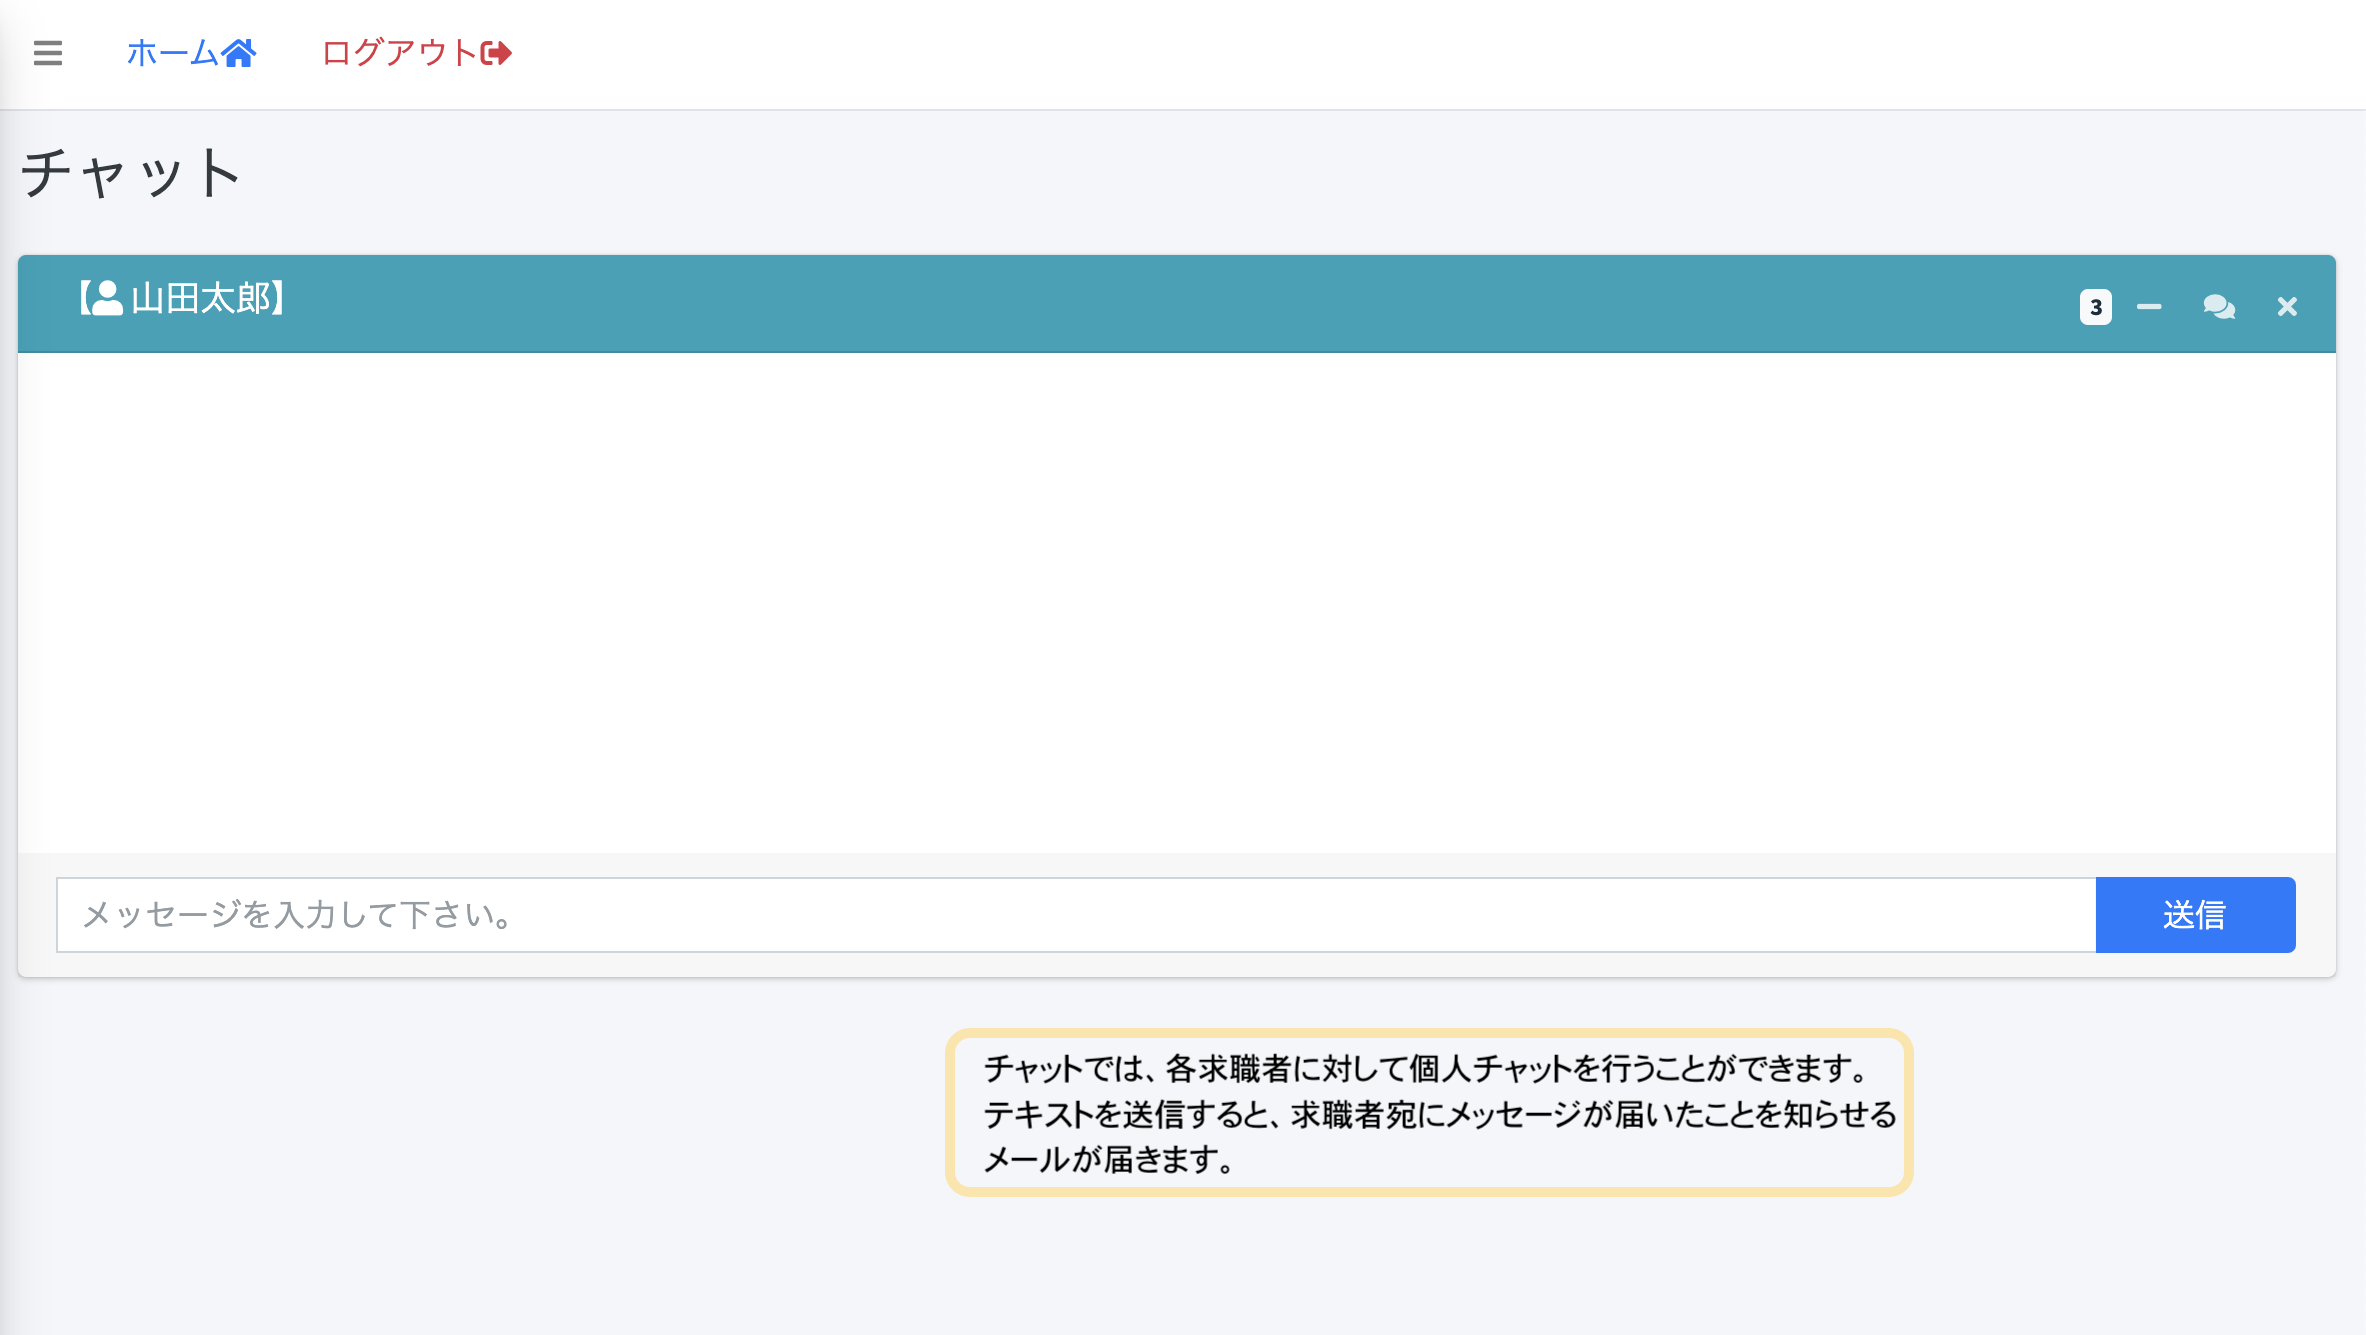 ホーム
ログアウト
チャット
【山田太郎】
3
メッセージを入力して下さい。
送信
チャットでは、各求職者に対して個人チャットを行うことができます。
テキストを送信すると、求職者宛にメッセージが届いたことを知らせる
メールが届きます。